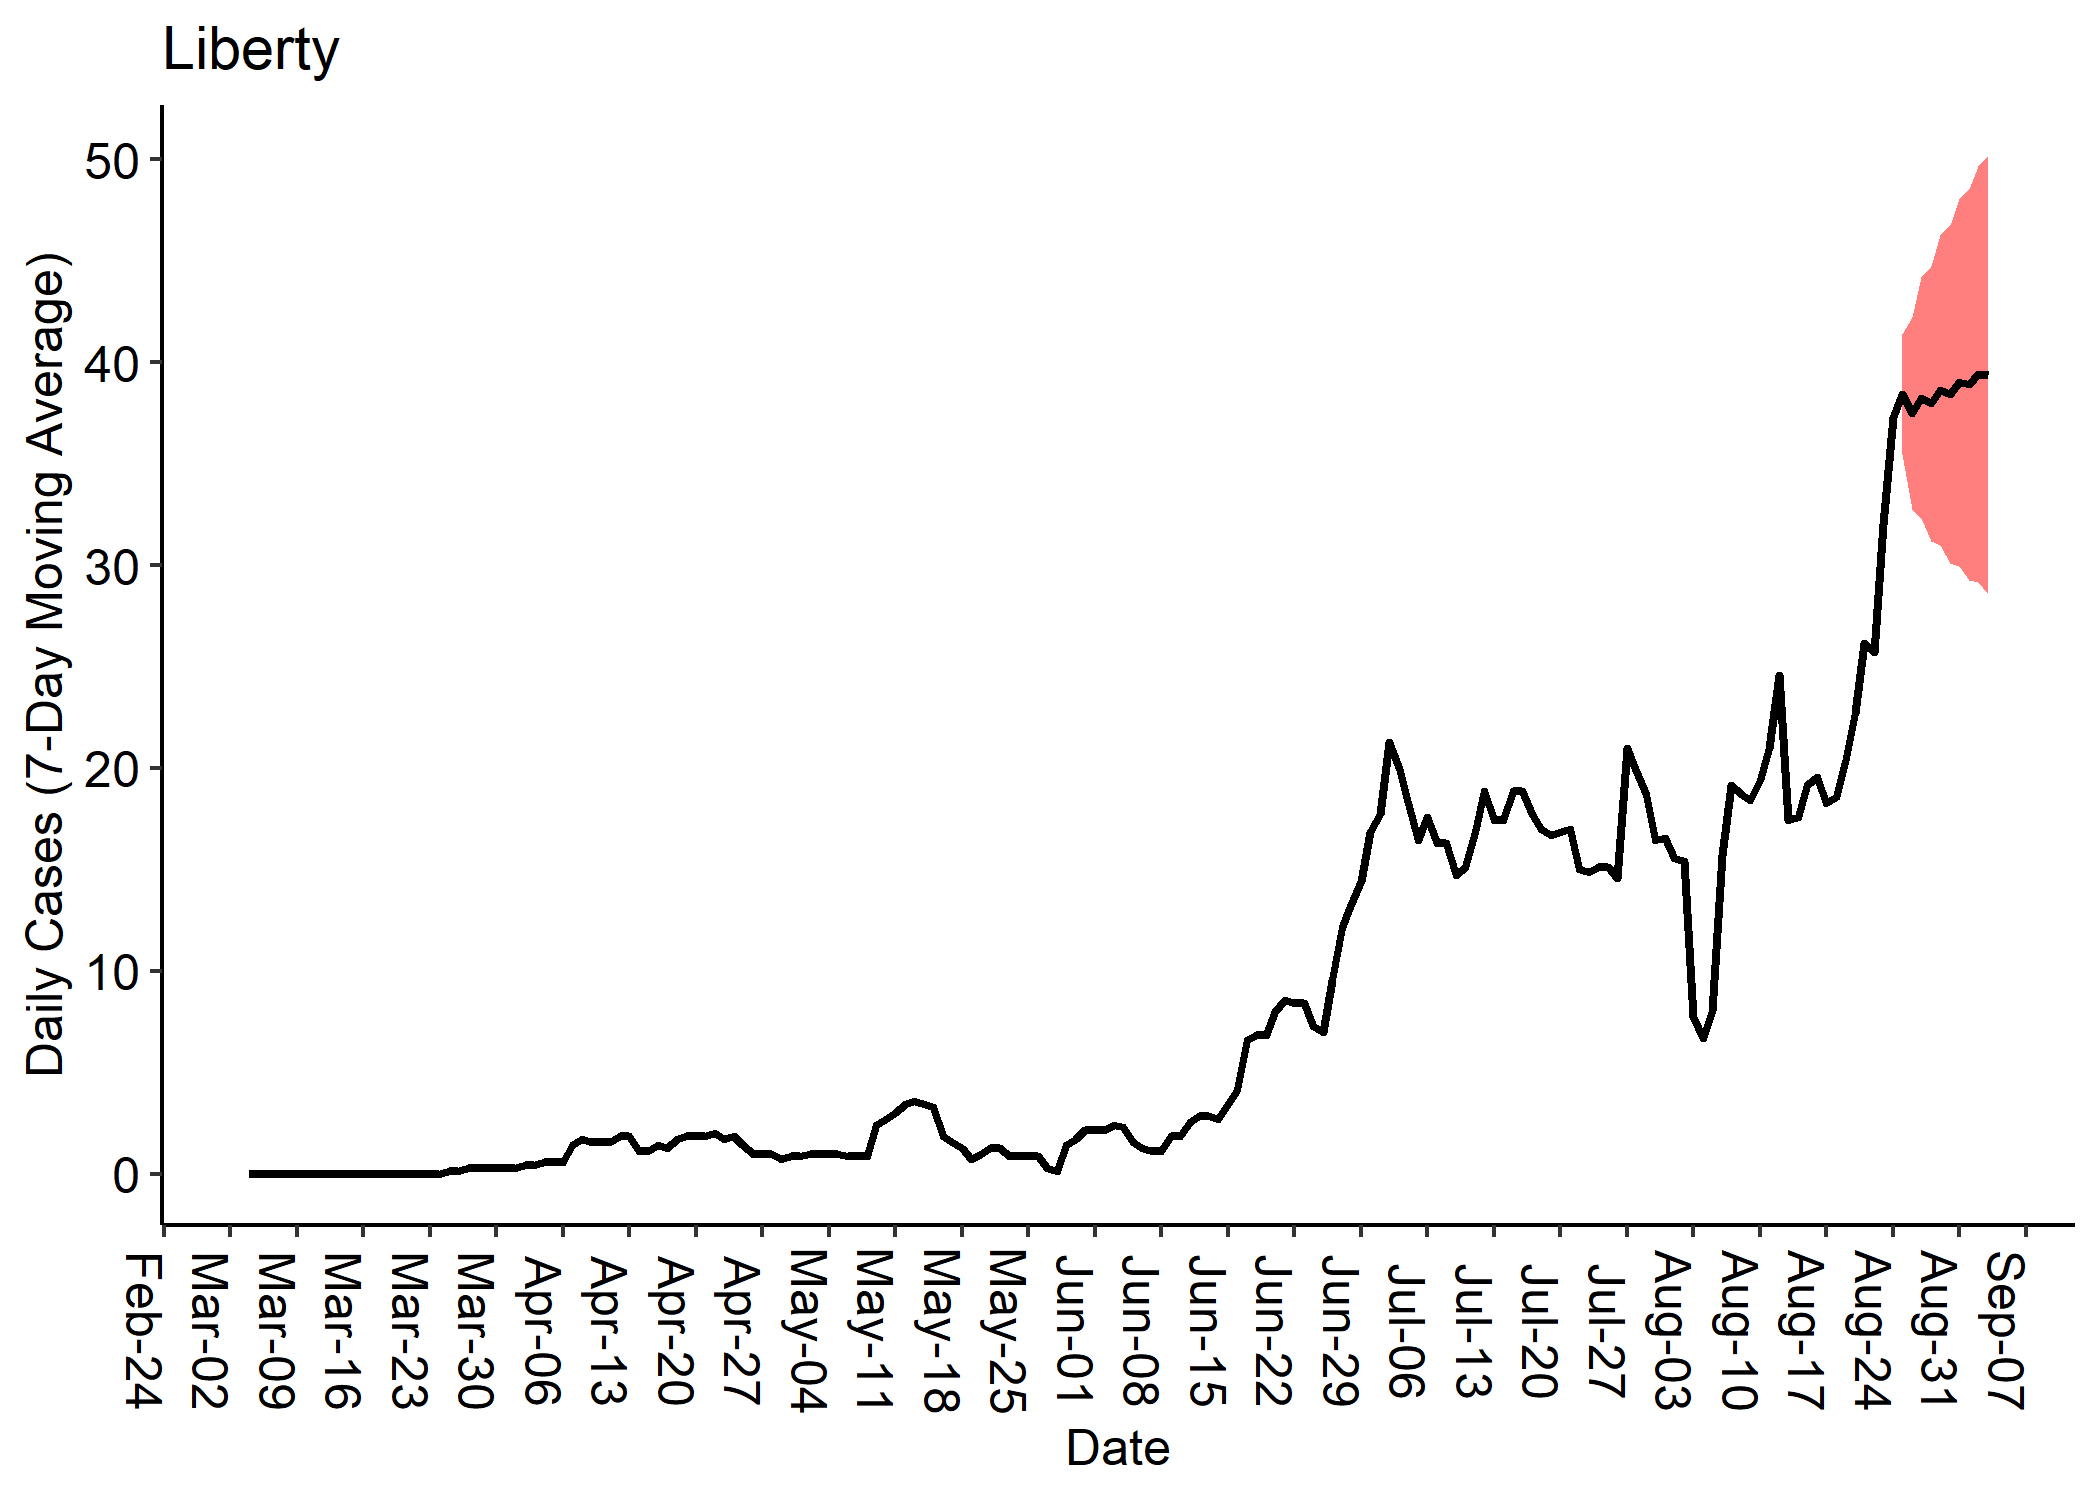 Liberty
Daily Cases (7-Day Moving Average)
50
40
30
20
10
0
Feb-24
Mar-02
Mar-09
Mar-16
Mar-23
Mar-30
Apr-06
Apr-13
Apr-20
Apr-27
May-04
May-11
May-18
May-25
Jun-01
Jun-08
Jun-15
Jun-22
Jun-29
Jul-06
Jul-13
Jul-20
Jul-27
Aug-03
Aug-10
Aug-17
Aug-24
Aug-31
Sep-07
Date